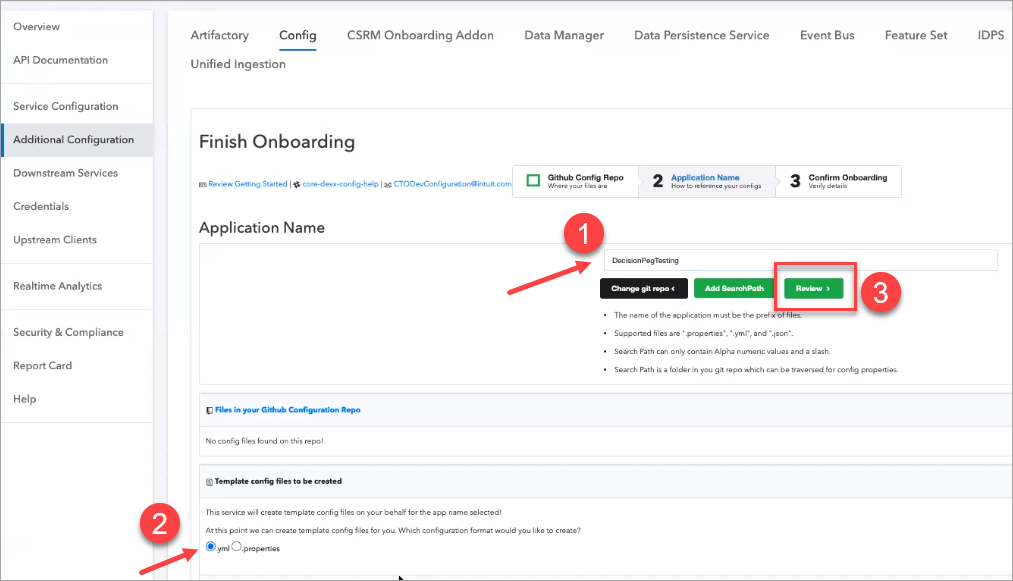 Overview
API Documentation
Service Configuration
Additional Configuration
Downstream Services
Credentials
Upstream Clients
Realtime Analytics
Security & Compliance
Report Card
Help
Artifactory Config CSRM Onboarding Addon Data Manager Data Persistence Service Event Bus Feature Set IDPS
Unified Ingestion
Finish Onboarding
Review Getting Started | core-devx-config-help | CTODevConfiguration@intuit.com
Github Config Repo
Where your files are
2 Application Name
How to reference your configs
3 Confirm Onboarding
Verify details
Application Name
1
DecisionPegTesting
Change git repo < Add SearchPath Review >
3
• The name of the application must be the prefix of files.
• Supported files are ".properties", ".yml", and ".json".
• Search Path can only contain Alpha numeric values and a slash.
• Search Path is a folder in you git repo which can be traversed for config properties.
Files in your Github Configuration Repo
No config files found on this repo!
Template config files to be created
This service will create template config files on your behalf for the app name selected!
At this point we can create template config files for you. Which configuration format would you like to create?
2
.yml .properties